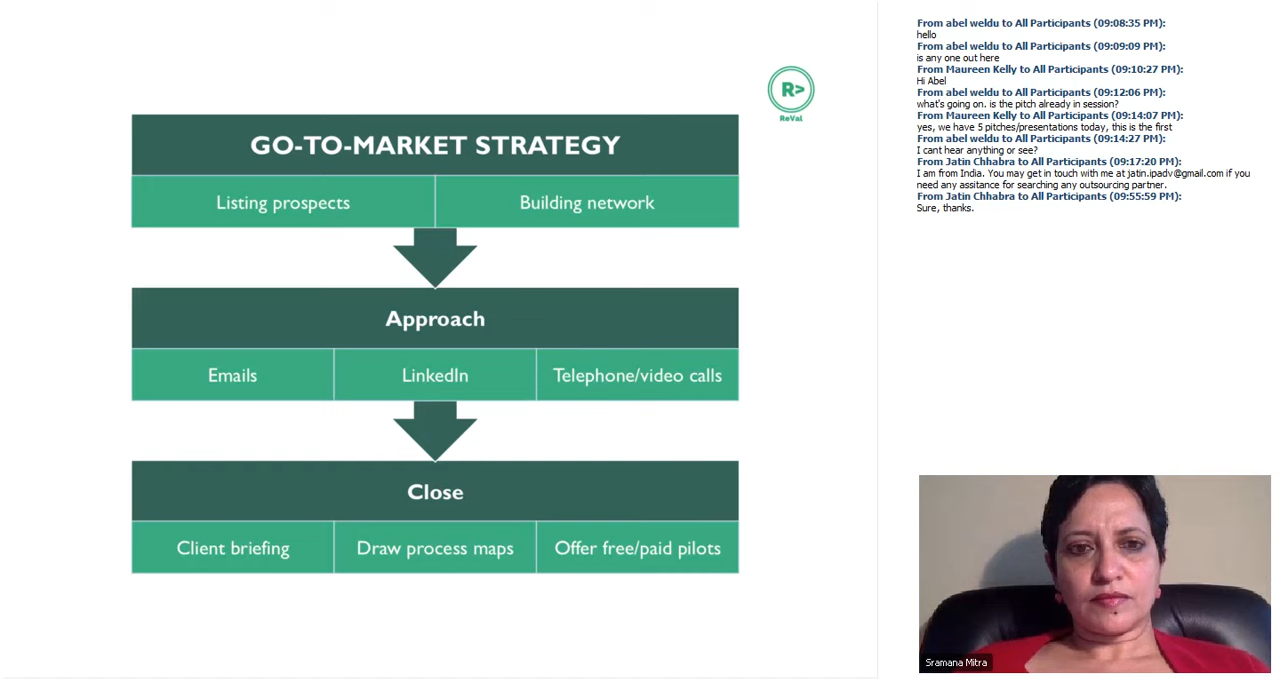 R>
ReVal
GO-TO-MARKET STRATEGY
Listing prospects
Building network
Approach
Emails
LinkedIn
Telephone/video calls
Close
Client briefing
Draw process maps
Offer free/paid pilots
From abel weldu to All Participants (09:08:35 PM):
hello
From abel weldu to All Participants (09:09:09 PM):
is any one out here
From Maureen Kelly to All Participants (09:10:27 PM):
Hi Abel
From abel weldu to All Participants (09:12:06 PM):
what's going on. is the pitch already in session?
From Maureen Kelly to All Participants (09:14:07 PM):
yes, we have 5 pitches/presentations today, this is the first
From abel weldu to All Participants (09:14:27 PM):
I cant hear anything or see?
From Jatin Chhabra to All Participants (09:17:20 PM):
I am from India. You may get in touch with me at jatin.ipadv@gmail.com if you
need any assitance for searching any outsourcing partner.
From Jatin Chhabra to All Participants (09:55:59 PM):
Sure, thanks.
Sramana Mitra